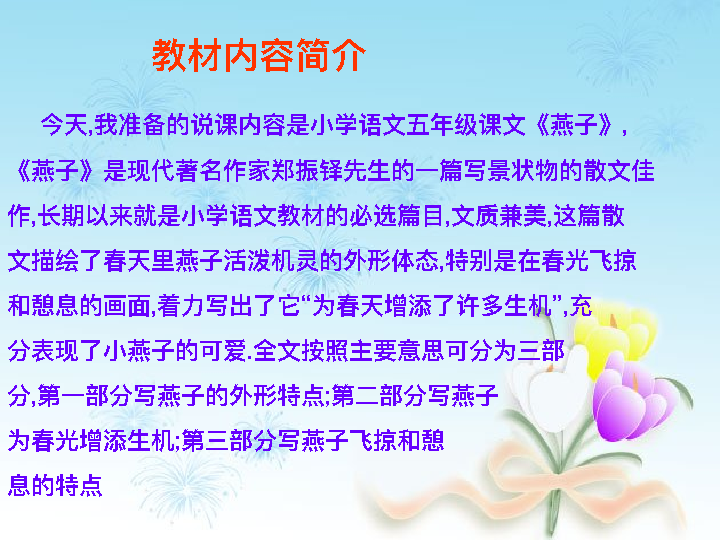 教材内容简介
今天,我准备的说课内容是小学语文五年级课文《燕子》,
《燕子》是现代著名作家郑振铎先生的一篇写景状物的散文佳
作,长期以来就是小学语文教材的必选篇目,文质兼美,这篇散
文描绘了春天里燕子活泼机灵的外形体态,特别是在春光飞掠
和憩息的画面,着力写出了它“为春天增添了许多生机”,充
分表现了小燕子的可爱.全文按照主要意思可分为三部
分,第一部分写燕子的外形特点;第二部分写燕子
为春光增添生机;第三部分写燕子飞掠和憩
息的特点